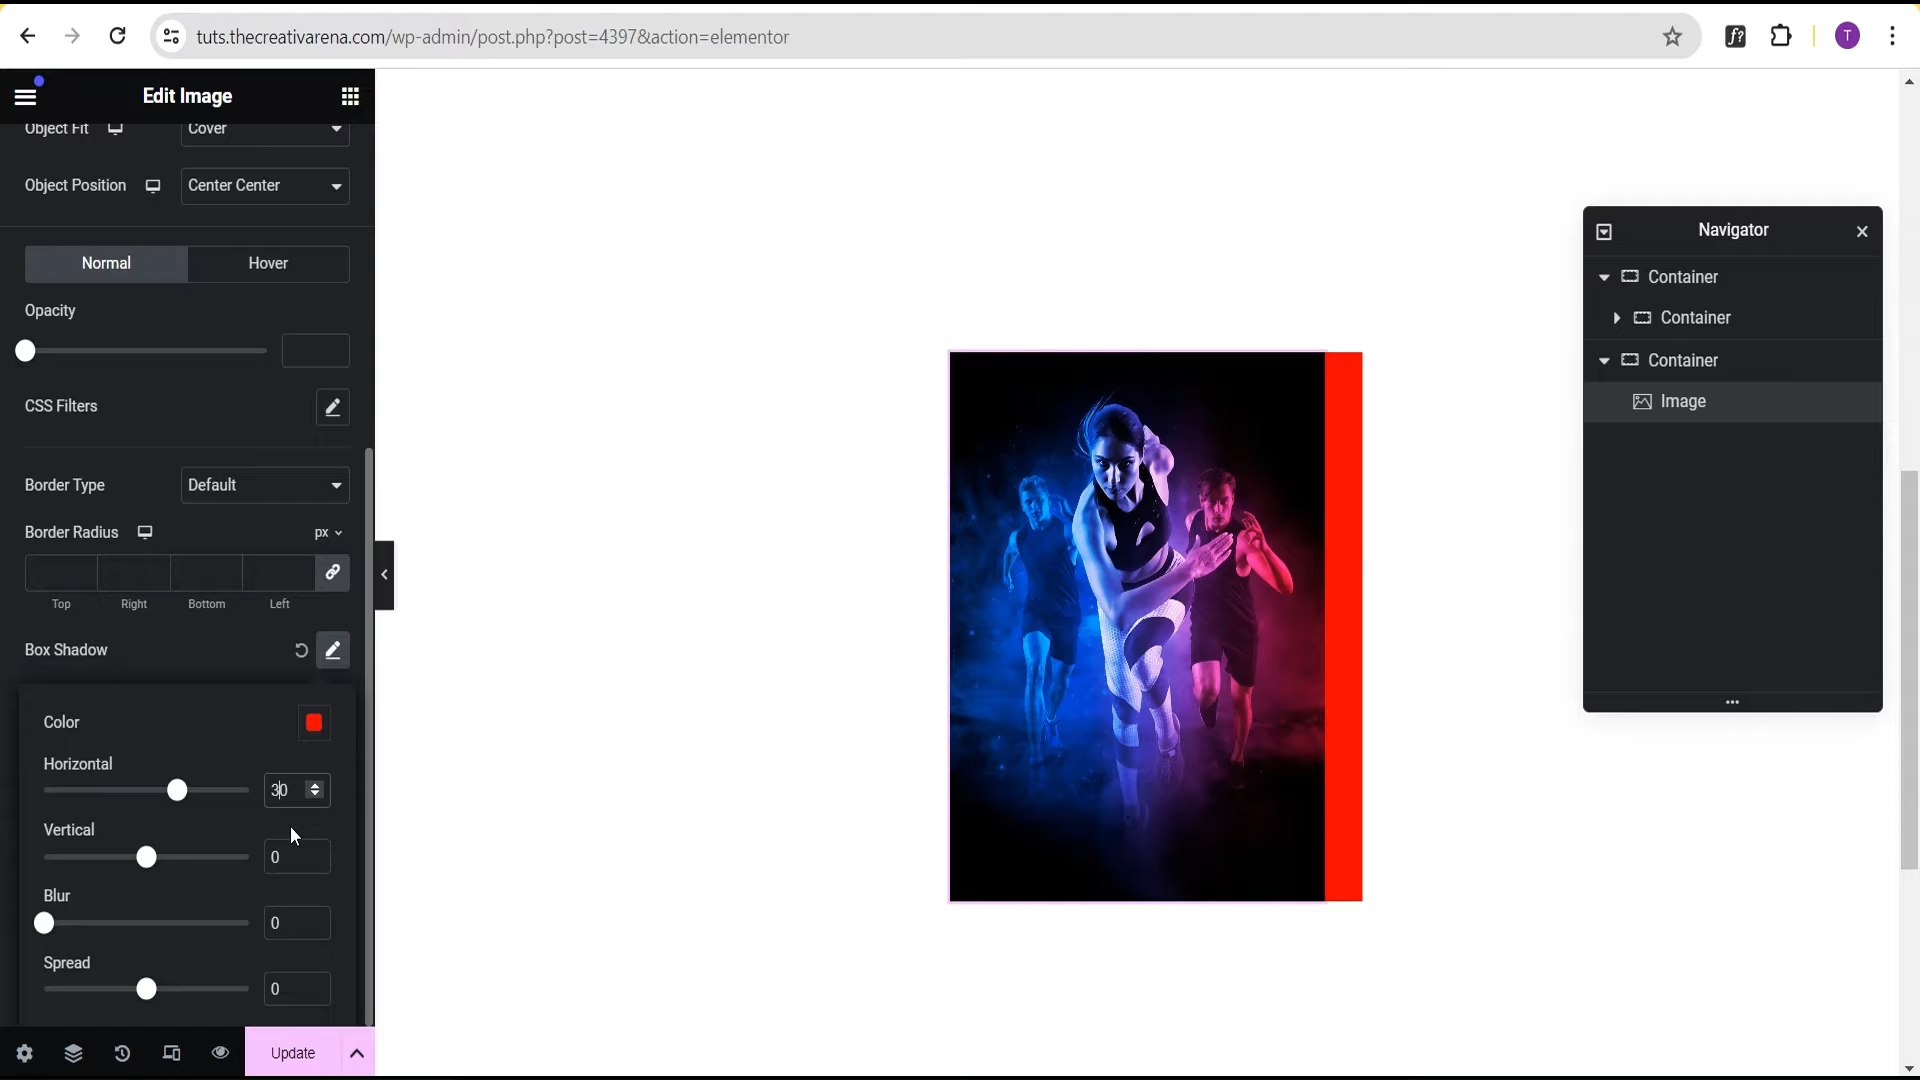 tuts.thecreativarena.com/wp-admin/post.php?post=4397&action=elementor
f?
T
Edit Image
Object Fit
Cover
Object Position
Center Center
Normal
Hover
Opacity
CSS Filters
Border Type
Default
Border Radius
px
Top
Right
Bottom
Left
Box Shadow
Color
Horizontal
30
Vertical
0
Blur
0
Spread
0
Update
Navigator
Container
Container
Container
Image